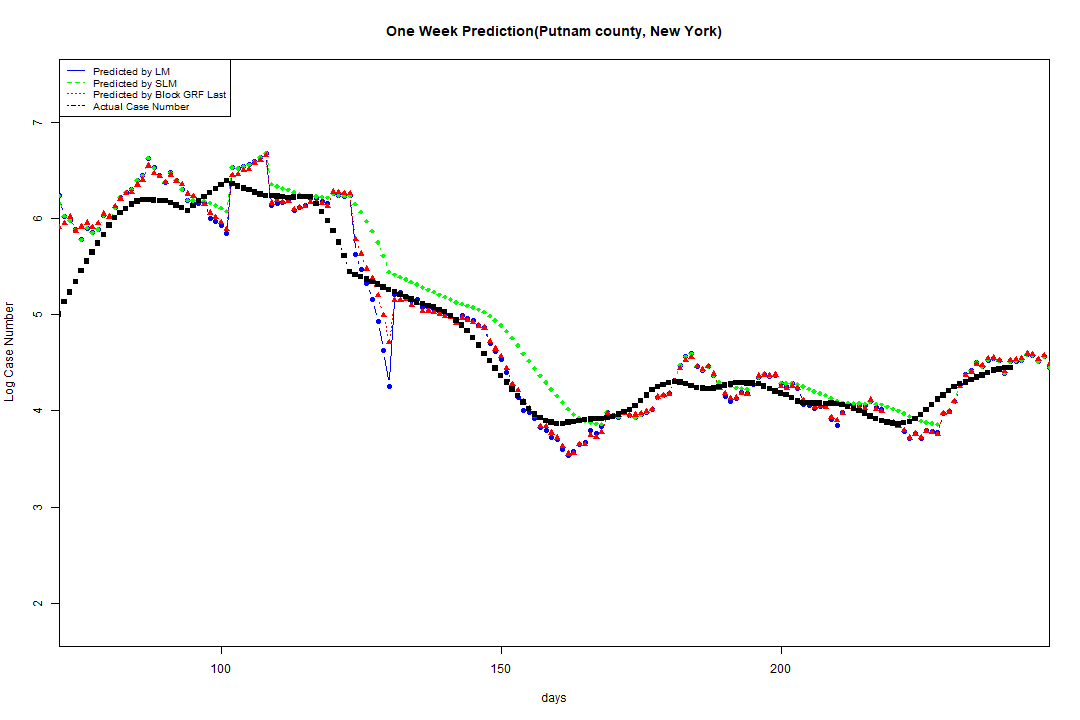 One Week Prediction(Putnam county, New York)
Predicted by LM
Predicted by SLM
Predicted by Block GRF Last
Actual Case Number
7
6
5
4
3
2
Log Case Number
100
150
200
days